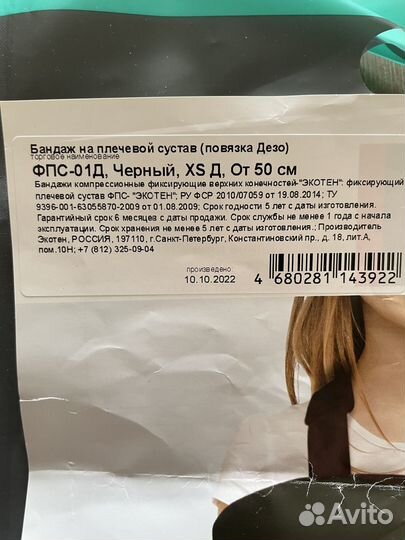 Бандаж на плечевой сустав (повязка Дезо)
торговое наименование
ФПС-01Д, Черный, XS Д, От 50 см
Бандажи компрессионные фиксирующие верхних конечностей-"ЭКОТЕН": фиксирующий
плечевой сустав ФПС- "ЭКОТЕН"; РУ ФСР 2010/07059 от 19.08.2014; ТУ
9396-001-63055870-2009 от 01.08.2009; Срок годности 5 лет с даты изготовления.
Гарантийный срок 6 месяцев с даты продажи. Срок службы не менее 1 года с начала
эксплуатации. Срок хранения не менее 5 лет с даты изготовления.; Производитель
Экотен, РОССИЯ, 197110, г.Санкт-Петербург, Константиновский пр., д. 18, лит.А,
пом.10Н; +7 (812) 325-09-04
произведено:
10.10.2022
4 680281 143922
Avito